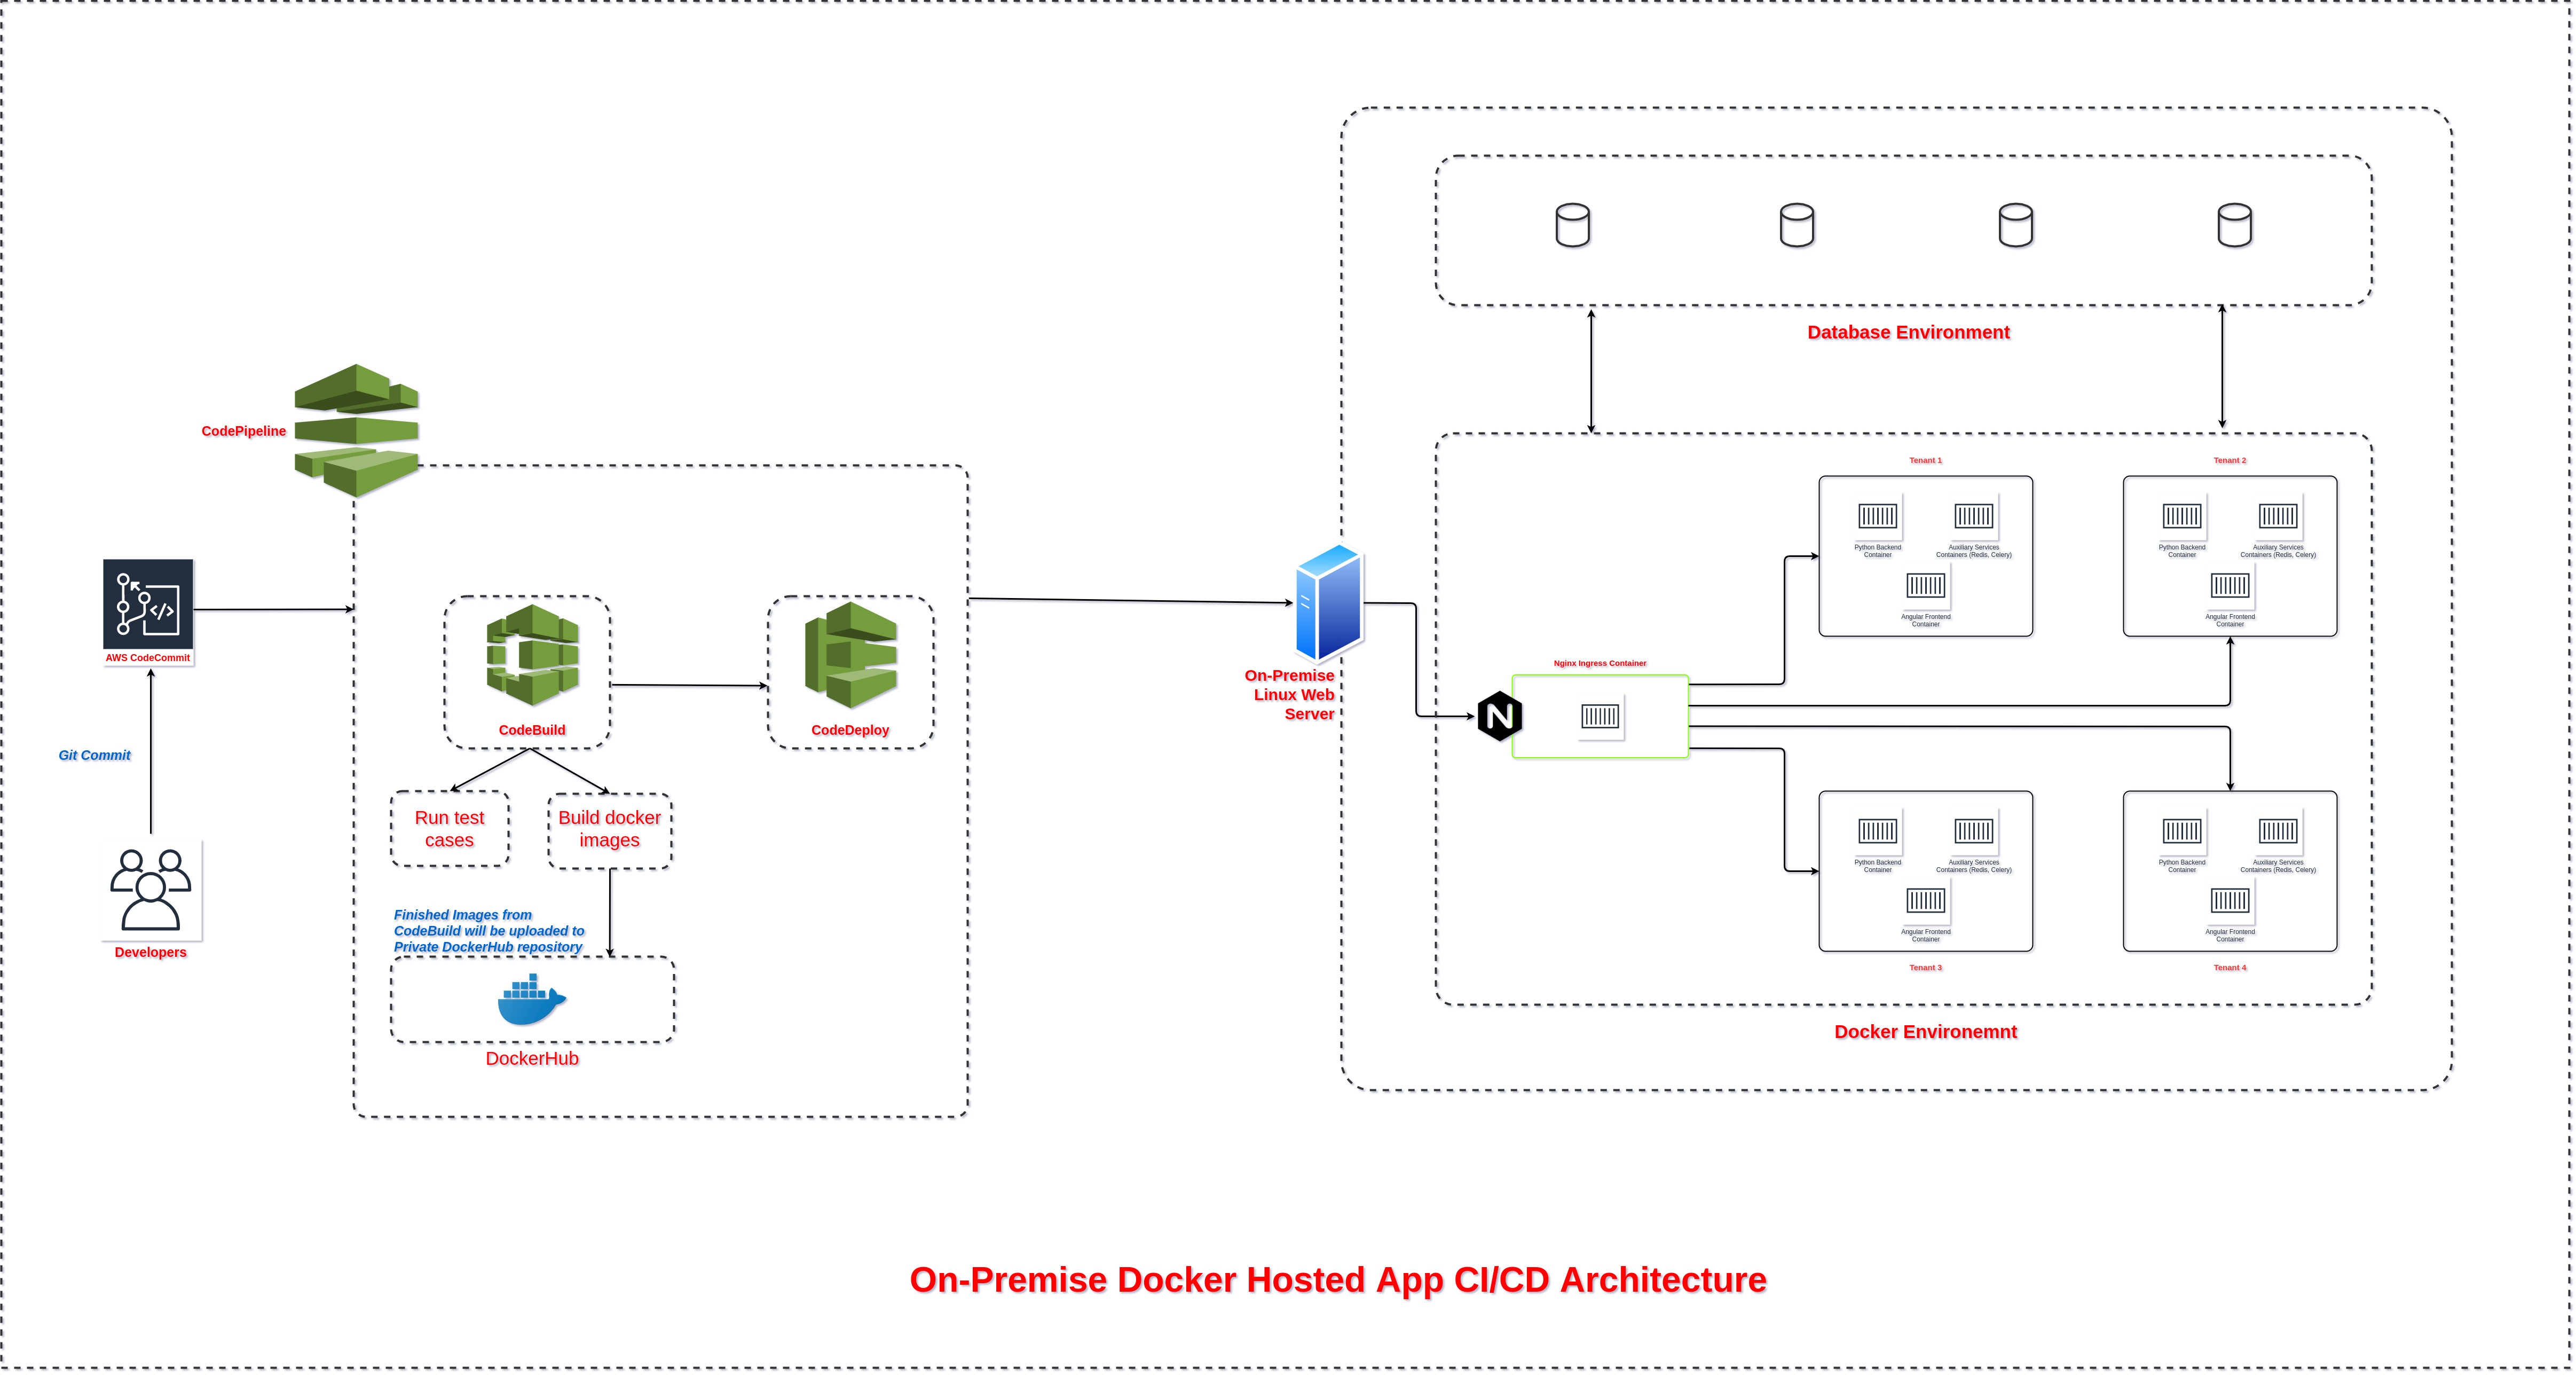 Database Environment
CodePipeline
AWS CodeCommit
Git Commit
Developers
CodeBuild
CodeDeploy
Run test
cases
Build docker
images
Finished Images from
CodeBuild will be uploaded to
Private DockerHub repository
DockerHub
On-Premise
Linux Web
Server
Nginx Ingress Container
N
Tenant 1
Python Backend
Container
Auxiliary Services
Containers (Redis, Celery)
Angular Frontend
Container
Tenant 2
Python Backend
Container
Auxiliary Services
Containers (Redis, Celery)
Angular Frontend
Container
Python Backend
Container
Auxiliary Services
Containers (Redis, Celery)
Angular Frontend
Container
Tenant 3
Python Backend
Container
Auxiliary Services
Containers (Redis, Celery)
Angular Frontend
Container
Tenant 4
Docker Environemnt
On-Premise Docker Hosted App CI/CD Architecture